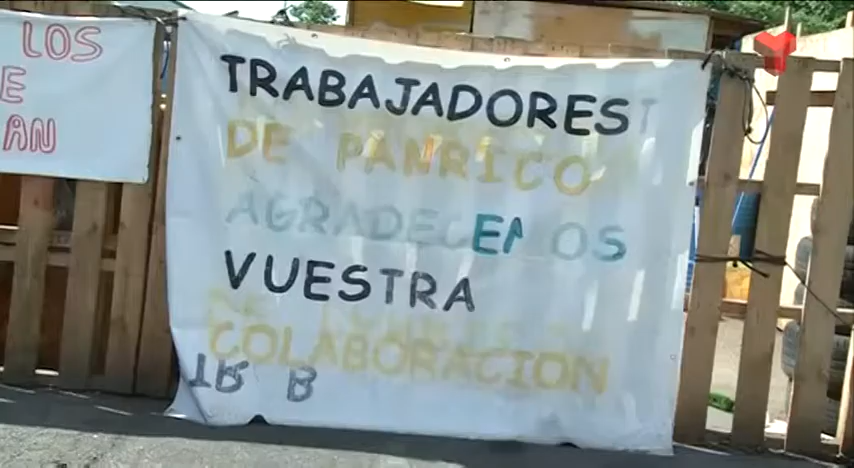 LOS
E
AN
TRABAJADORES
DE PANRICO
AGRADECEMOS
VUESTRA
COLABORACION